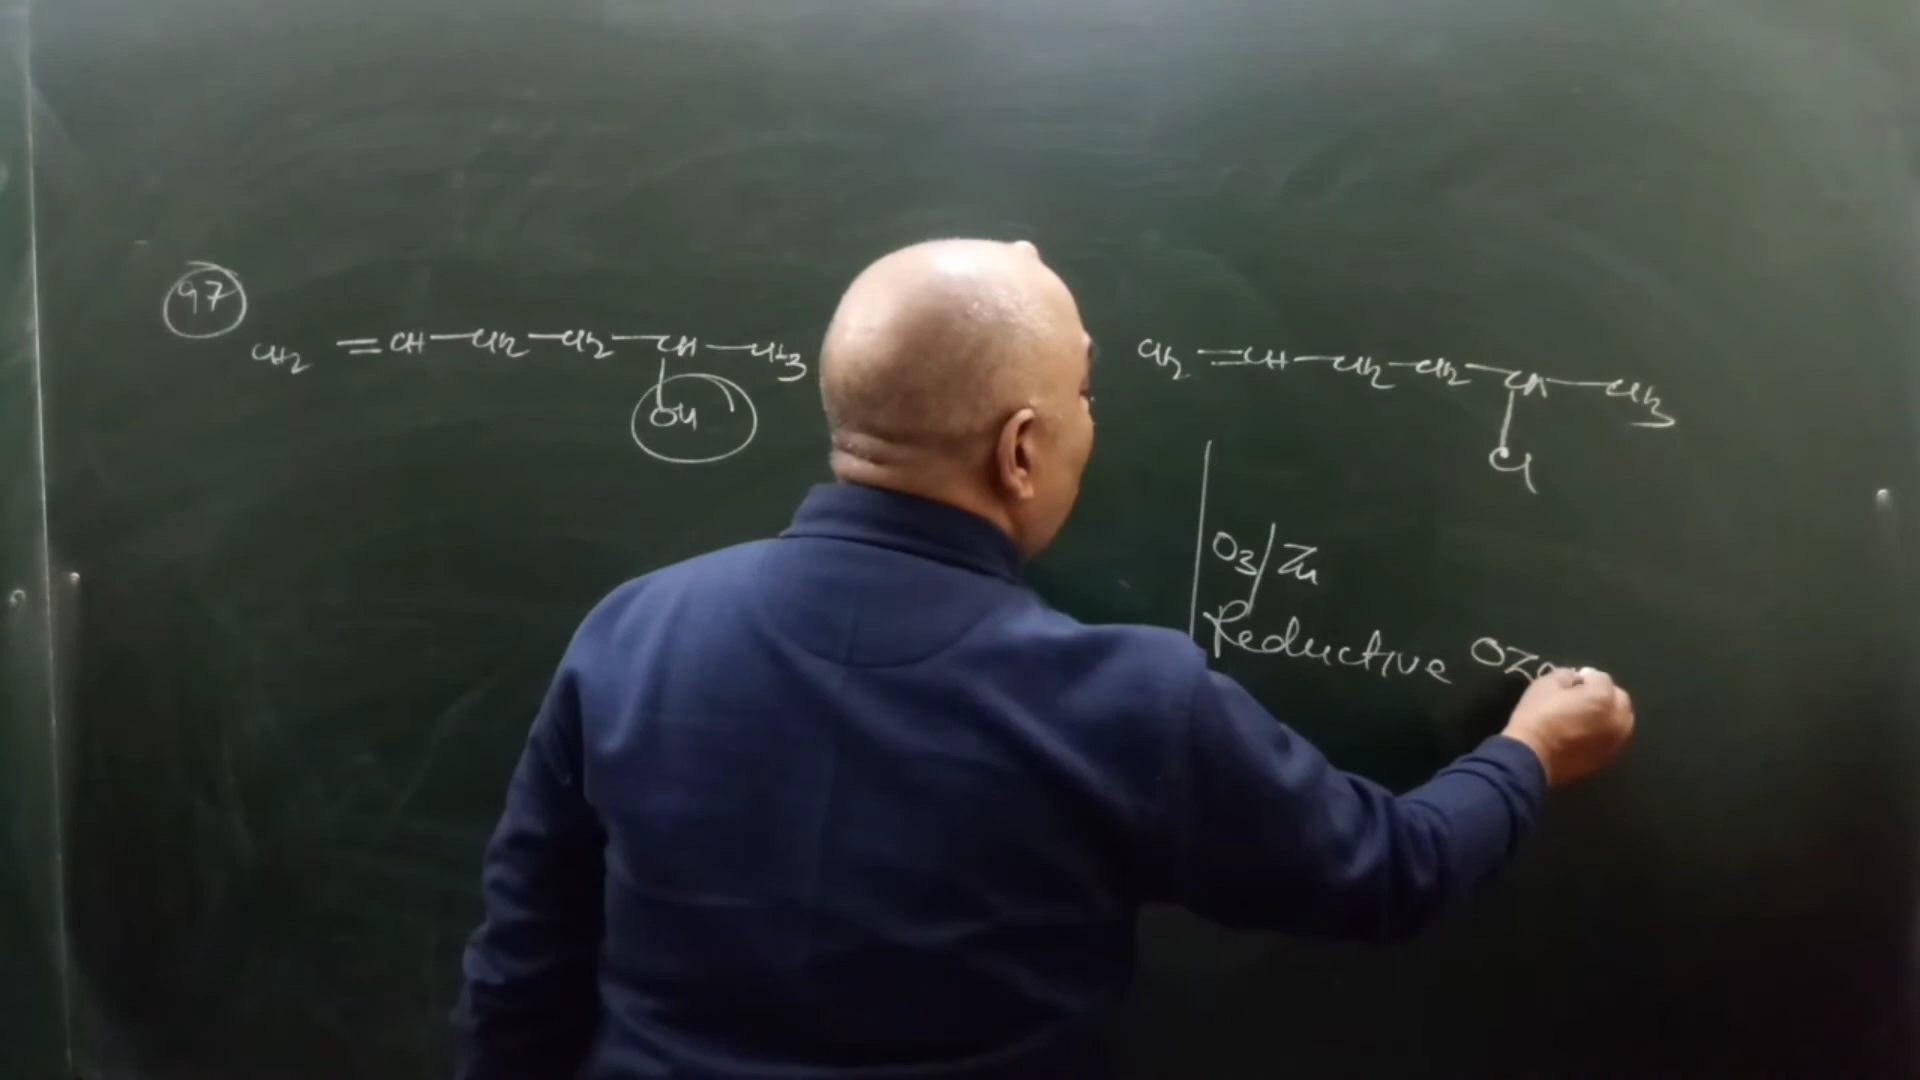 97
CH2 = CH — CH2 — CH2 — CH — CH3
OH
CH2 = CH — CH2 — CH2 — CH — CH3
Cl
O3/Zn
Reductive